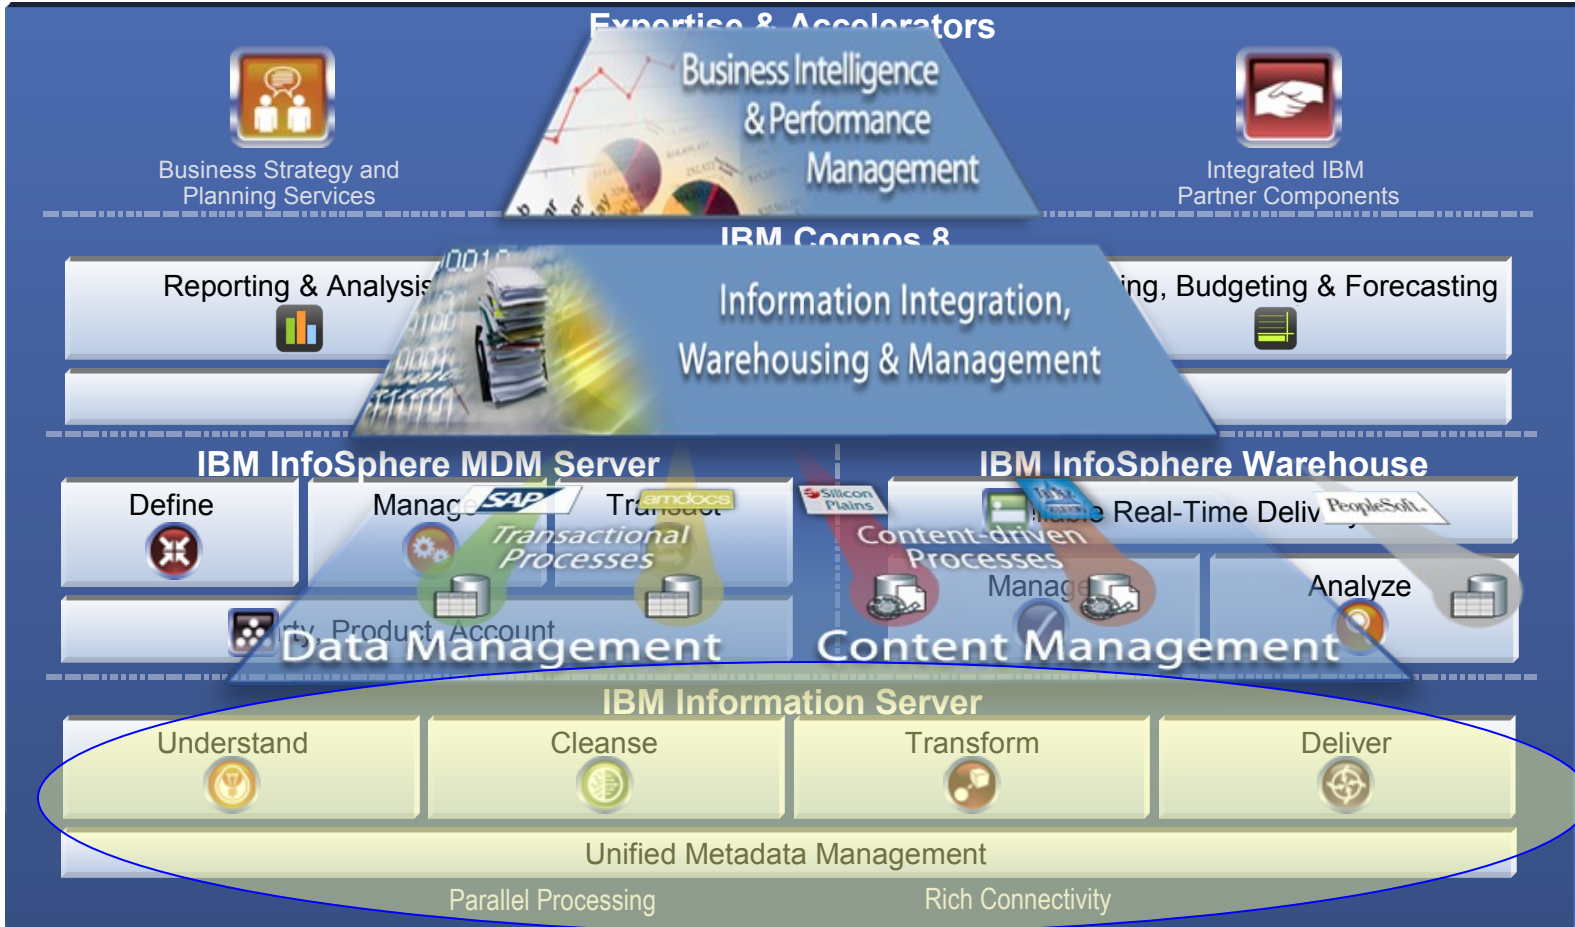 Expertise & Accelerators
Business Intelligence
& Performance
Management
Business Strategy and
Planning Services
Integrated IBM
Partner Components
IBM Cognos 8
Reporting & Analysis
Information Integration,
Warehousing & Management
Budgeting & Forecasting
IBM InfoSphere MDM Server
IBM InfoSphere Warehouse
Define
Manage
Transact
SAP
amdocs
Silicon
Plains
Real-Time
PeopleSoft.
Transactional
Processes
Content-driven
Processes
Manage
Analyze
Product, Account
Data Management
Content Management
IBM Information Server
Understand
Cleanse
Transform
Deliver
Unified Metadata Management
Parallel Processing
Rich Connectivity